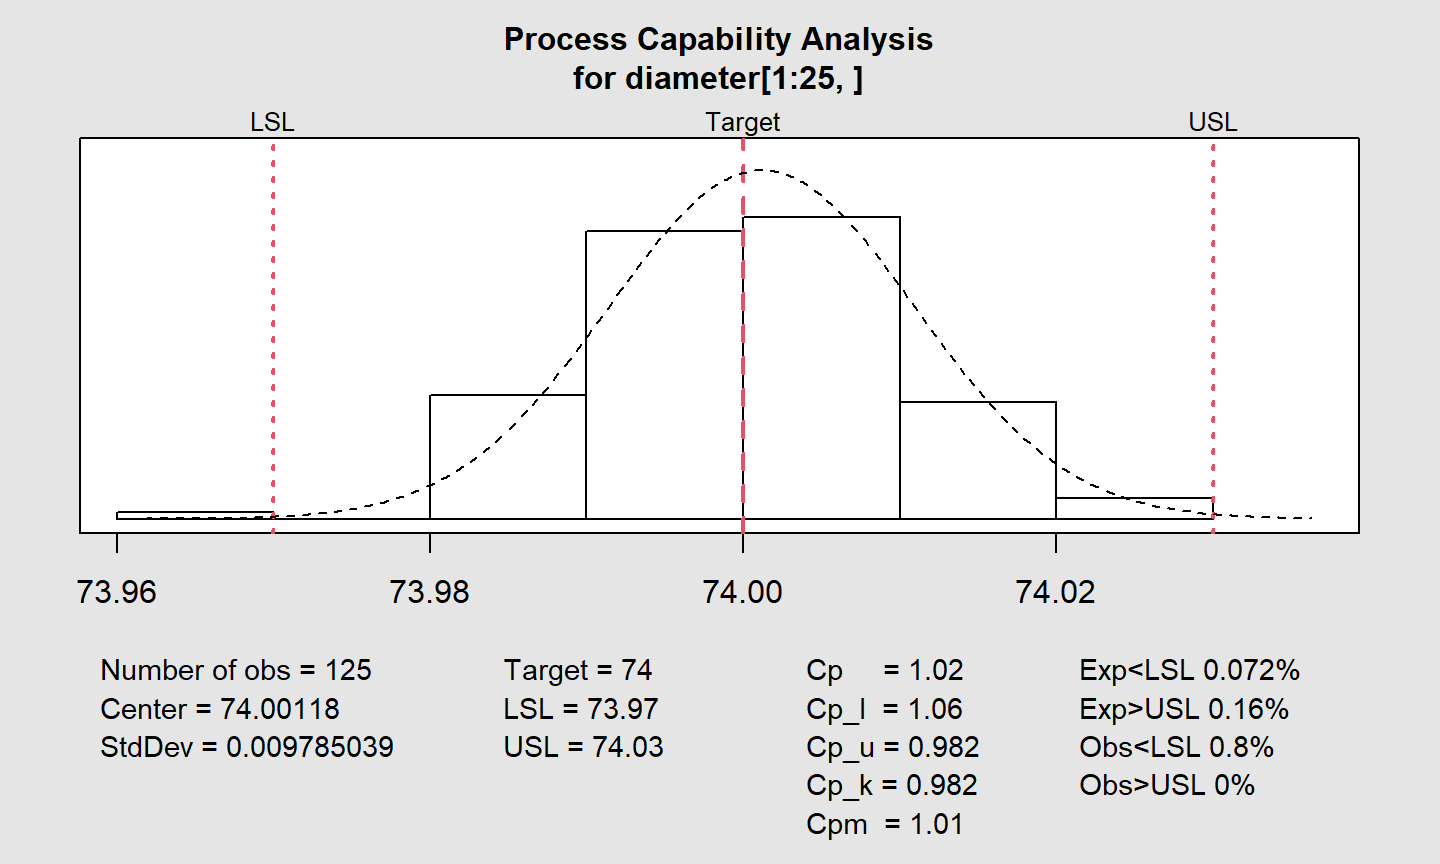 Process Capability Analysis
for diameter[1:25, ]
LSL Target USL
73.96 73.98 74.00 74.02
Number of obs = 125
Center = 74.00118
StdDev = 0.009785039
Target = 74
LSL = 73.97
USL = 74.03
Cp = 1.02
Cp_l = 1.06
Cp_u = 0.982
Cp_k = 0.982
Cpm = 1.01
Exp<LSL 0.072%
Exp>USL 0.16%
Obs<LSL 0.8%
Obs>USL 0%